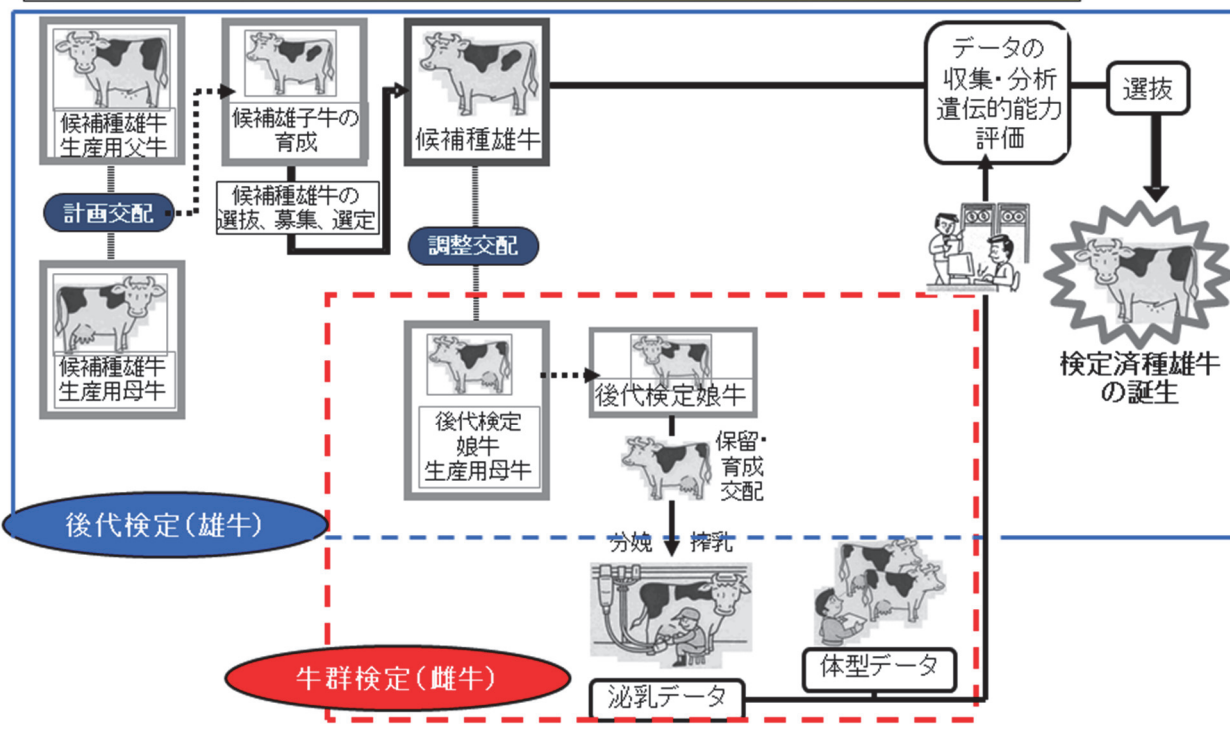 候補種雄牛
生産用父牛
計画交配
候補種雄牛
生産用母牛
候補雄子牛の
育成
候補種雄牛の
選抜、募集、選定
候補種雄牛
調整交配
後代検定
娘牛
生産用母牛
後代検定娘牛
保留・
育成
交配
分娩
搾乳
泌乳データ
体型データ
データの
収集・分析
遺伝的能力
評価
選抜
検定済種雄牛
の誕生
後代検定(雄牛)
牛群検定(雌牛)